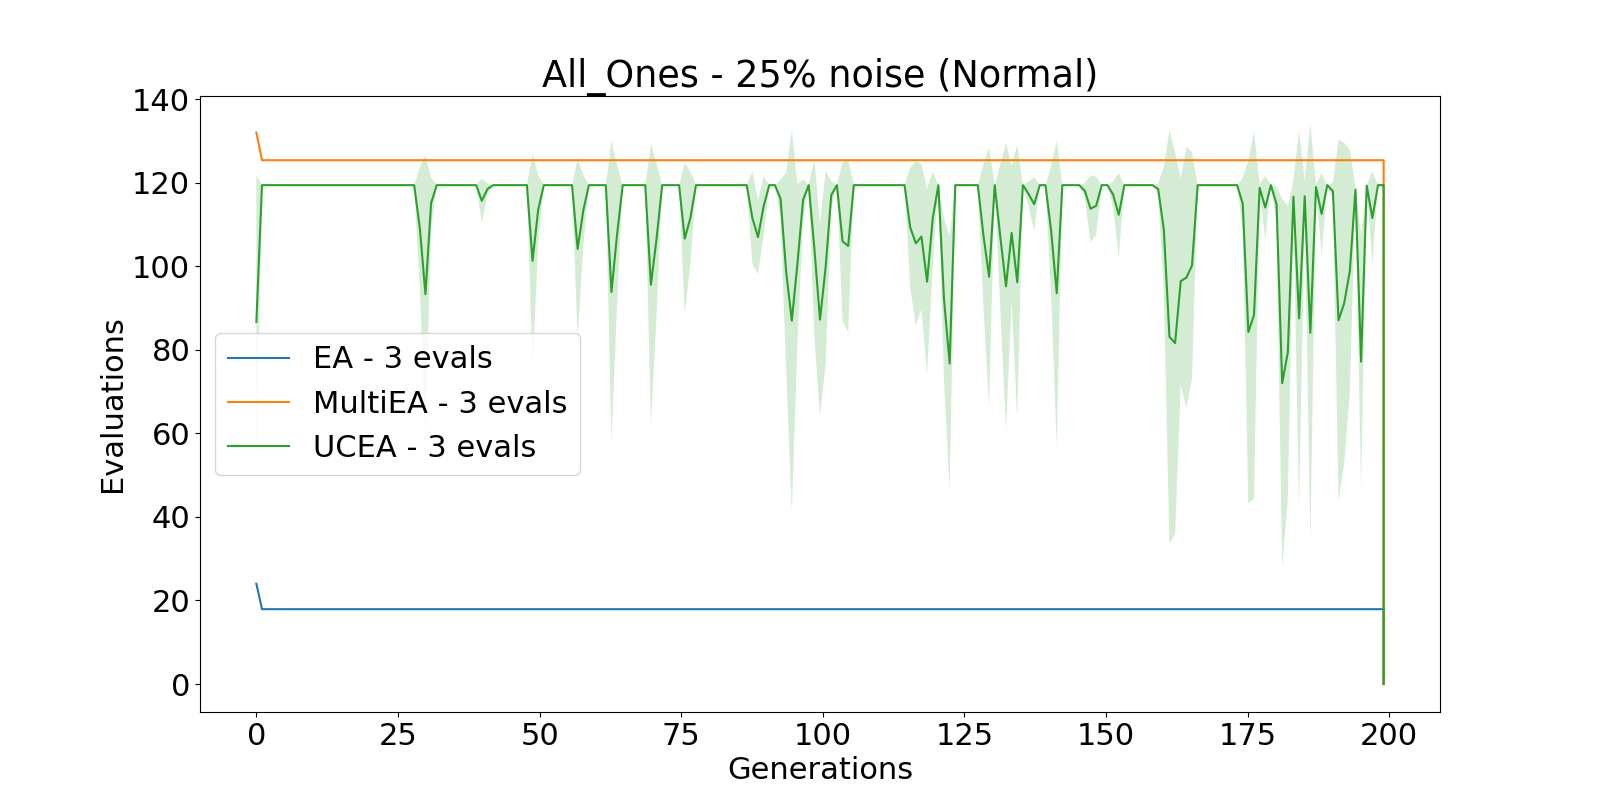 All_Ones - 25% noise (Normal)
140
120
100
80
60
40
20
0
Evaluations
EA - 3 evals
MultiEA - 3 evals
UCEA - 3 evals
0 25 50 75 100 125 150 175 200
Generations